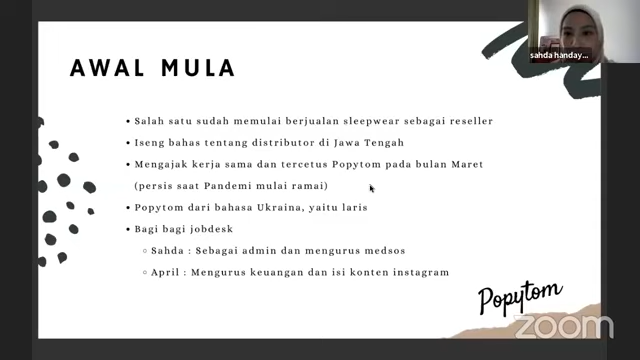 AWAL MULA
• Salah satu sudah memulai berjualan sleepwear sebagai reseller
• Iseng bahas tentang distributor di Jawa Tengah
• Mengajak kerja sama dan tercetus Popytom pada bulan Maret
(persis saat Pandemi mulai ramai)
• Popytom dari bahasa Ukraina, yaitu laris
• Bagi bagi jobdesk
◦ Sahda : Sebagai admin dan mengurus medsos
◦ April : Mengurus keuangan dan isi konten instagram
Popytom
zoom
sahda handay...